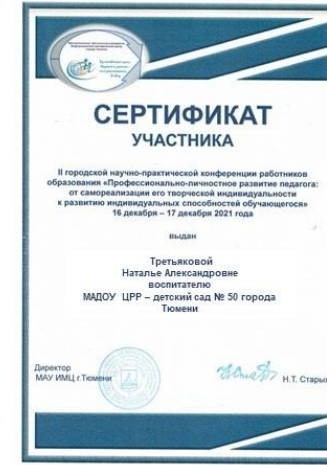 СЕРТИФИКАТ
УЧАСТНИКА
II городской научно-практической конференции работников
образования «Профессионально-личностное развитие педагога:
от самореализации его творческой индивидуальности
к развитию индивидуальных способностей обучающегося»
16 декабря – 17 декабря 2021 года
выдан
Третьяковой
Наталье Александровне
воспитателю
МАДОУ ЦРР – детский сад № 50 города
Тюмени
Директор
МАУ ИМЦ г.Тюмени
Н.Т. Старых